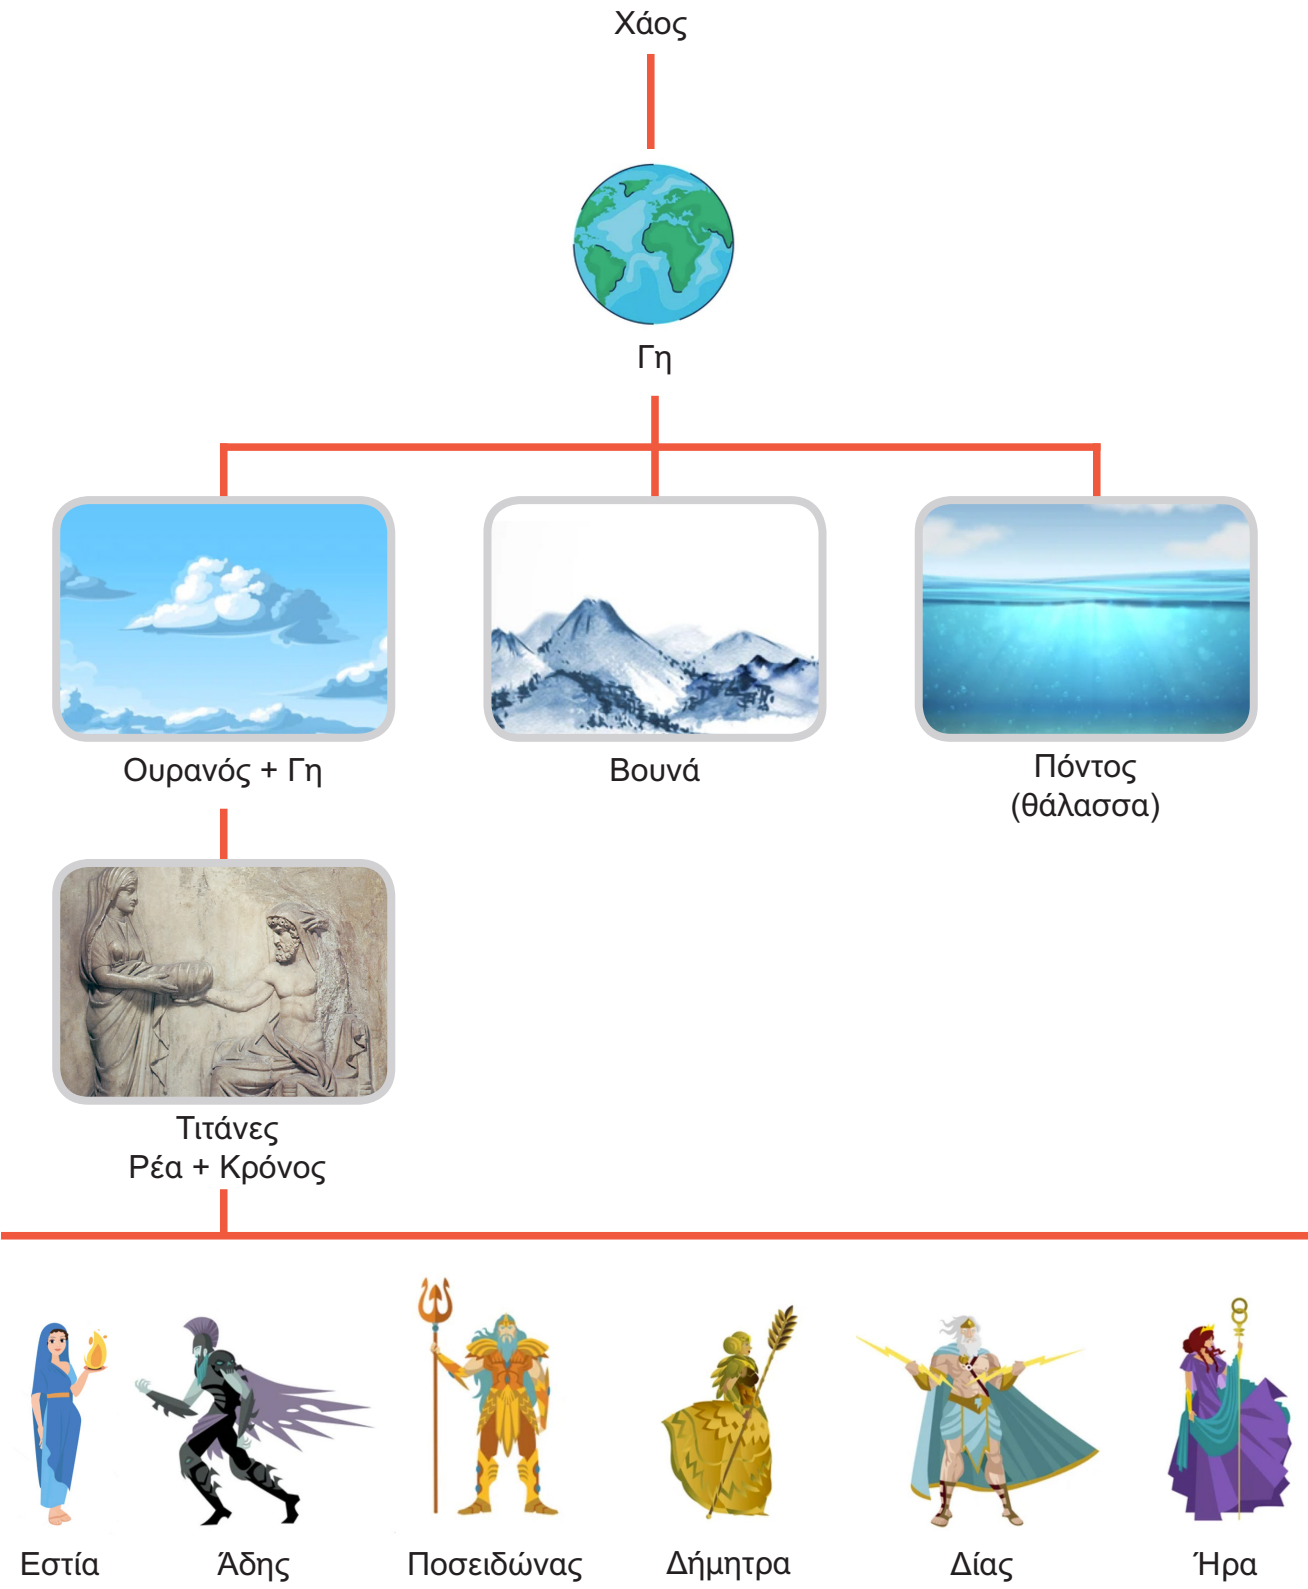 Χάος
Γη
Ουρανός + Γη
Βουνά
Πόντος
(θάλασσα)
Τιτάνες
Ρέα + Κρόνος
Εστία
Άδης
Ποσειδώνας
Δήμητρα
Δίας
Ήρα